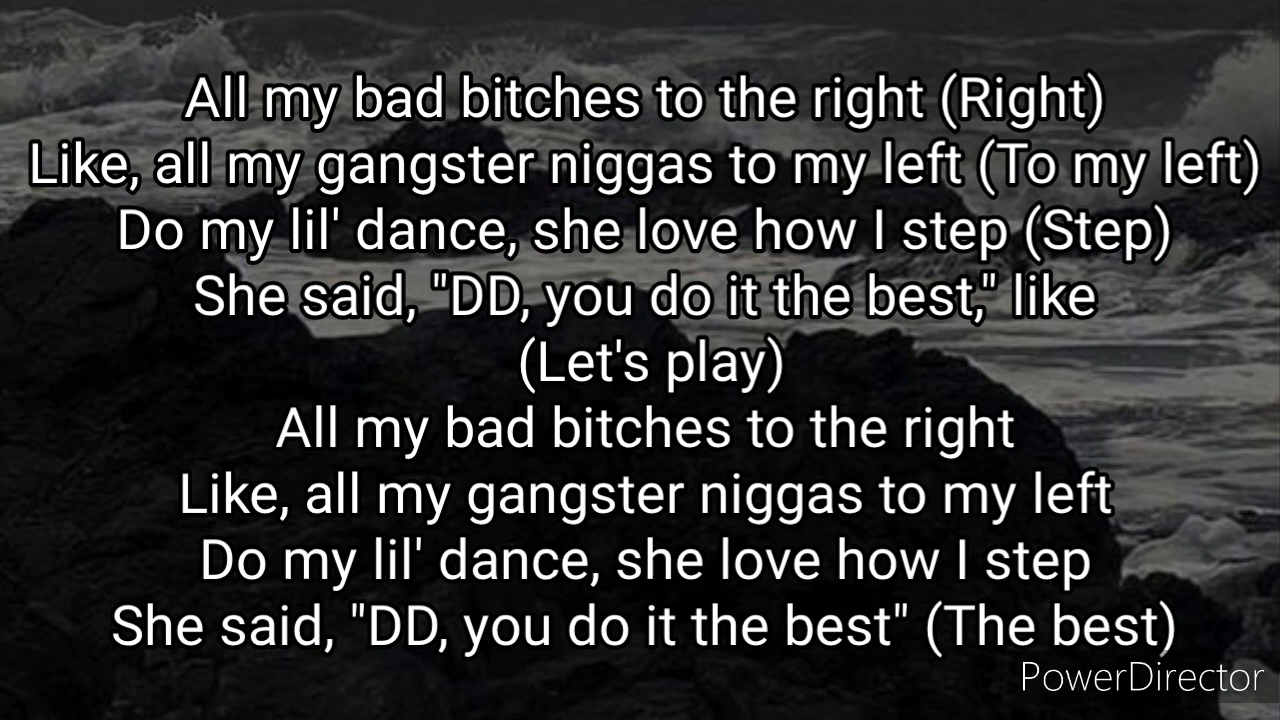 All my bad bitches to the right (Right)
Like, all my gangster niggas to my left (To my left)
Do my lil' dance, she love how I step (Step)
She said, "DD, you do it the best," like
(Let's play)
All my bad bitches to the right
Like, all my gangster niggas to my left
Do my lil' dance, she love how I step
She said, "DD, you do it the best" (The best)
PowerDirector